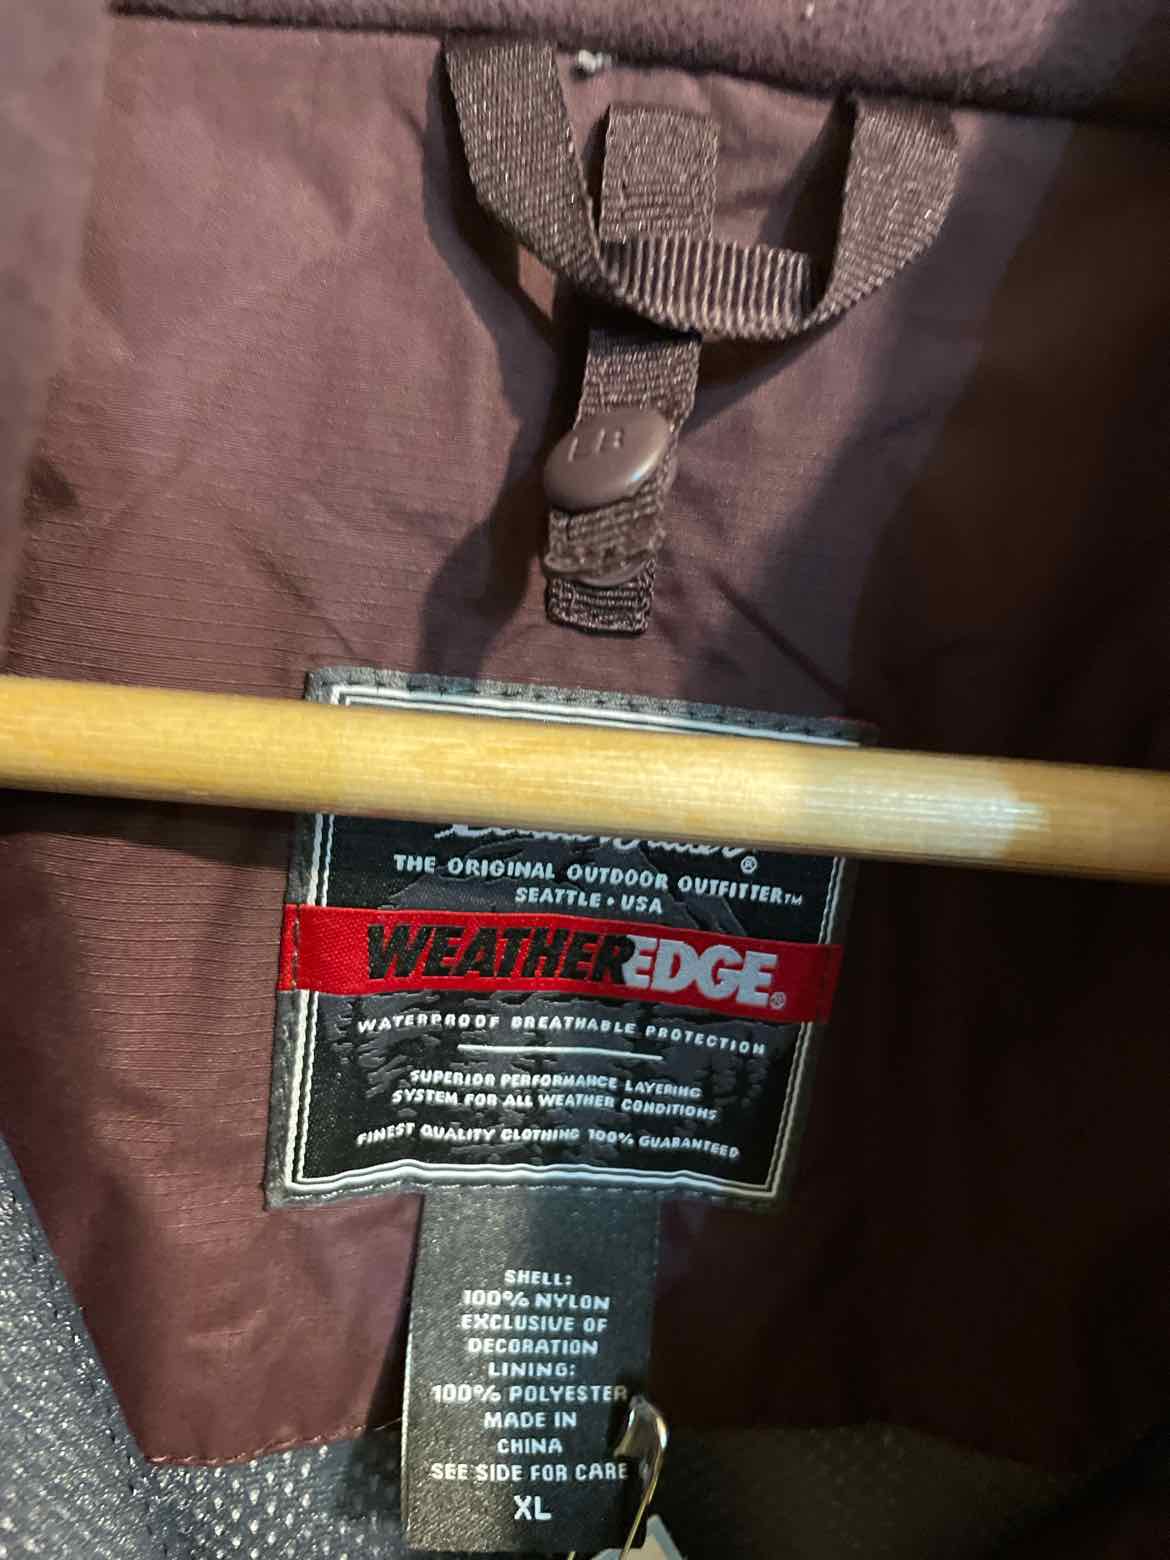 EB
THE ORIGINAL OUTDOOR OUTFITTER™
SEATTLE • USA
WEATHEREDGE®
WATERPROOF BREATHABLE PROTECTION
SUPERIOR PERFORMANCE LAYERING
SYSTEM FOR ALL WEATHER CONDITIONS
FINEST QUALITY CLOTHING 100% GUARANTEED
SHELL:
100% NYLON
EXCLUSIVE OF
DECORATION
LINING:
100% POLYESTER
MADE IN
CHINA
SEE SIDE FOR CARE
XL